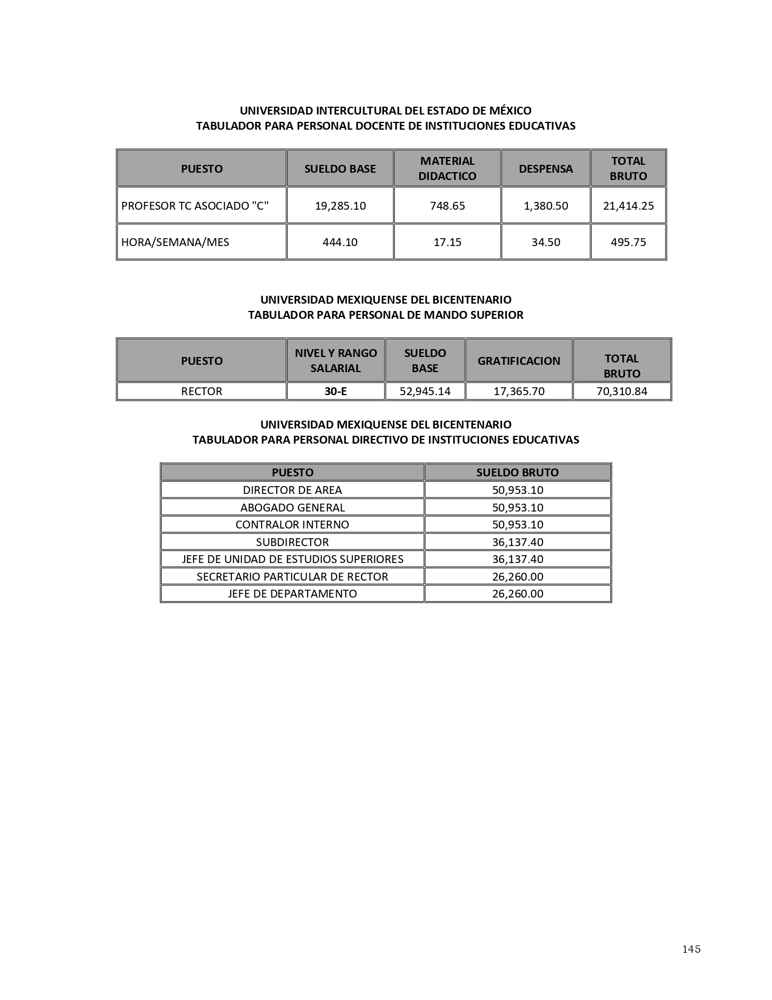 UNIVERSIDAD INTERCULTURAL DEL ESTADO DE MÉXICO
TABULADOR PARA PERSONAL DOCENTE DE INSTITUCIONES EDUCATIVAS
PUESTO SUELDO BASE MATERIAL DIDACTICO DESPENSA TOTAL BRUTO
PROFESOR TC ASOCIADO "C" 19,285.10 748.65 1,380.50 21,414.25
HORA/SEMANA/MES 444.10 17.15 34.50 495.75
UNIVERSIDAD MEXIQUENSE DEL BICENTENARIO
TABULADOR PARA PERSONAL DE MANDO SUPERIOR
PUESTO NIVEL Y RANGO SALARIAL SUELDO BASE GRATIFICACION TOTAL BRUTO
RECTOR 30-E 52,945.14 17,365.70 70,310.84
UNIVERSIDAD MEXIQUENSE DEL BICENTENARIO
TABULADOR PARA PERSONAL DIRECTIVO DE INSTITUCIONES EDUCATIVAS
PUESTO SUELDO BRUTO
DIRECTOR DE AREA 50,953.10
ABOGADO GENERAL 50,953.10
CONTRALOR INTERNO 50,953.10
SUBDIRECTOR 36,137.40
JEFE DE UNIDAD DE ESTUDIOS SUPERIORES 36,137.40
SECRETARIO PARTICULAR DE RECTOR 26,260.00
JEFE DE DEPARTAMENTO 26,260.00
145